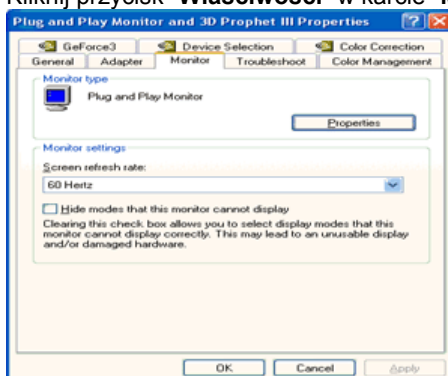 Kliknij przycisk "Właściwości" w karcie
Plug and Play Monitor and 3D Prophet III Properties
GeForce3 Device Selection Color Correction
General Adapter Monitor Troubleshoot Color Management
Monitor type
Plug and Play Monitor
Properties
Monitor settings
Screen refresh rate:
60 Hertz
Hide modes that this monitor cannot display
Clearing this check box allows you to select display modes that this
monitor cannot display correctly. This may lead to an unusable display
and/or damaged hardware.
OK Cancel Apply